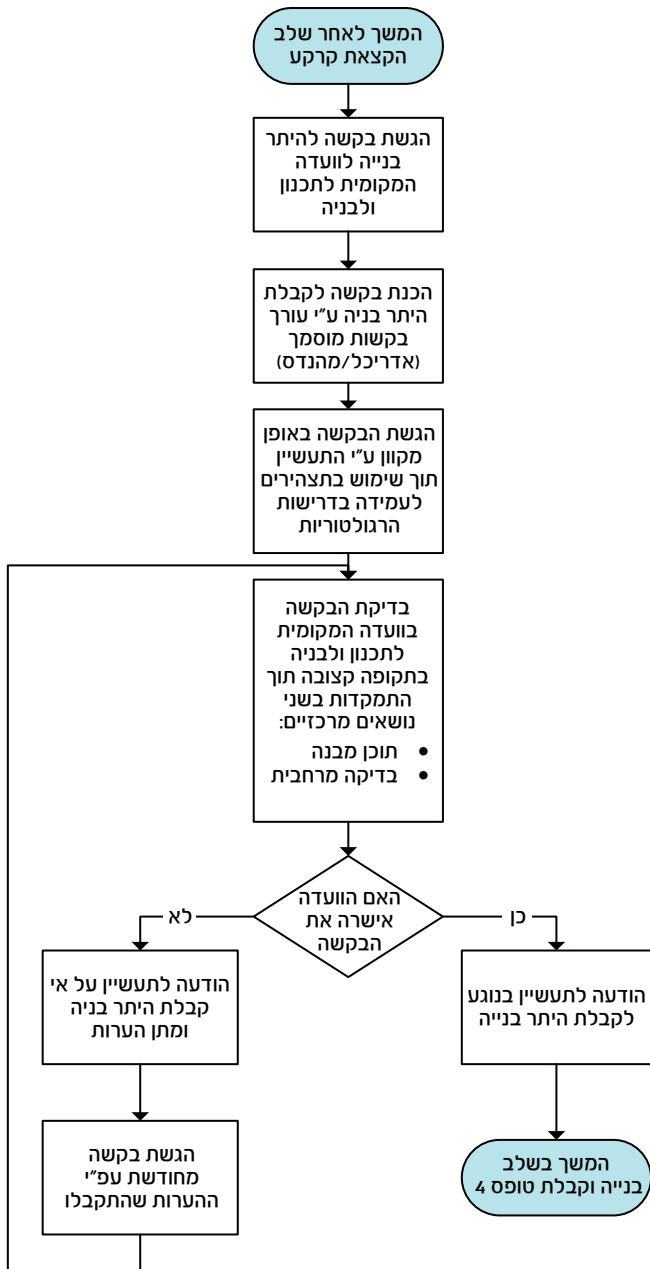 המשך לאחר שלב
הקצאת קרקע
הגשת בקשה להיתר
בנייה לוועדה
המקומית לתכנון
ולבניה
הכנת בקשה לקבלת
היתר בניה ע״י עורך
בקשות מוסמך
(אדריכל/מהנדס)
הגשת הבקשה באופן
מקוון ע״י התעשיין
תוך שימוש בתצהירים
לעמידה בדרישות
הרגולטוריות
בדיקת הבקשה
בוועדה המקומית
לתכנון ולבניה
בתקופה קצובה תוך
התמקדות בשני
נושאים מרכזיים:
• תוכן מבנה
• בדיקה מרחבית
האם הוועדה
אישרה את
הבקשה
כן
לא
הודעה לתעשיין בנוגע
לקבלת היתר בנייה
הודעה לתעשיין על אי
קבלת היתר בניה
ומתן הערות
המשך בשלב
בנייה וקבלת טופס 4
הגשת בקשה
מחודשת עפ״י
ההערות שהתקבלו